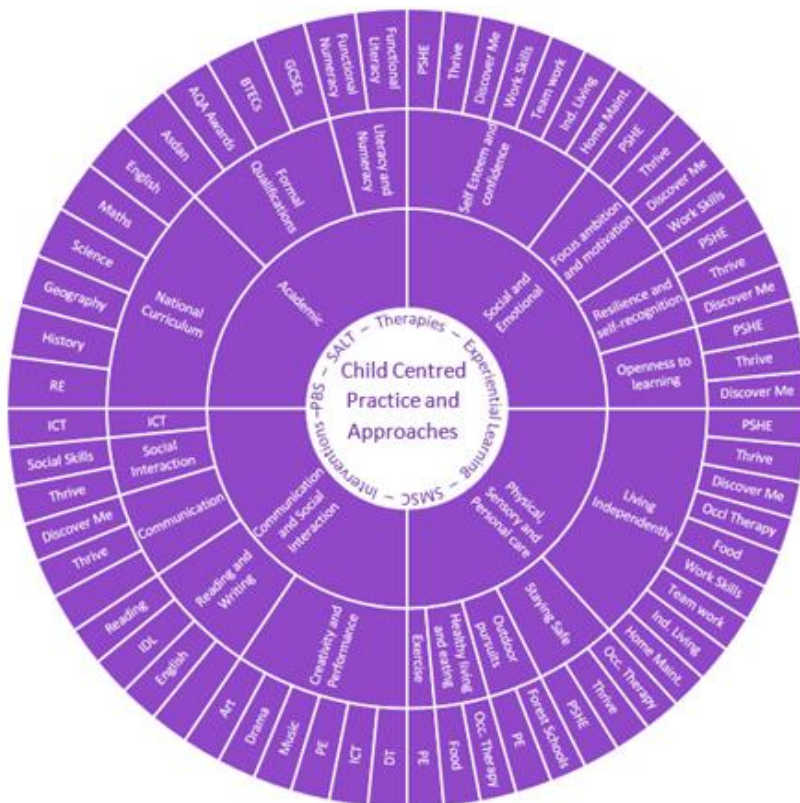 Child Centred
Practice and
Approaches
PBS – SALT – Therapies – Experiential Learning – SMSC – Interventions –
Academic
Social and
Emotional
Physical,
Sensory and
Personal care
Communication
and Social
Interaction
National
Curriculum
Formal
Qualifications
Literacy and
Numeracy
Self Esteem and
confidence
Focus ambition
and motivation
Resilience and
self-recognition
Openness to
learning
Living
Independently
Staying Safe
Outdoor
pursuits
Healthy living
and eating
Exercise
Creativity and
Performance
Reading and
Writing
Communication
Social
Interaction
ICT
RE
History
Geography
Science
Maths
English
Asdan
AQA Awards
BTECs
GCSEs
Functional
Numeracy
Functional
Literacy
PSHE
Thrive
Discover Me
Work Skills
Team work
Ind. Living
Home Maint.
PSHE
Thrive
Discover Me
Work Skills
PSHE
Thrive
Discover Me
PSHE
Thrive
Discover Me
PSHE
Thrive
Discover Me
Occl Therapy
Food
Work Skills
Team work
Ind. Living
Home Maint.
Occ. Therapy
Thrive
PSHE
Forest Schools
PE
Occ. Therapy
Food
PE
DT
ICT
PE
Music
Drama
Art
English
IDL
Reading
Thrive
Discover Me
Thrive
Social Skills
ICT